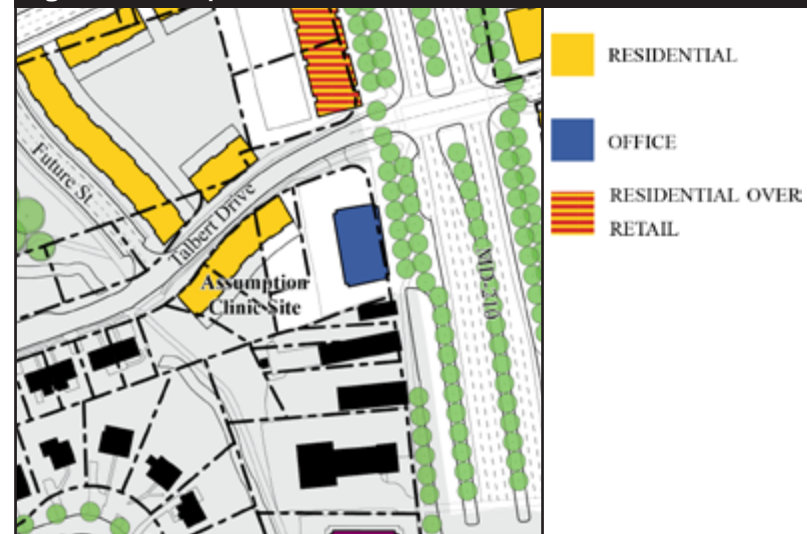 RESIDENTIAL
OFFICE
RESIDENTIAL OVER
RETAIL
Future St
Talbert Drive
Assumption
Clinic Site
MD 210